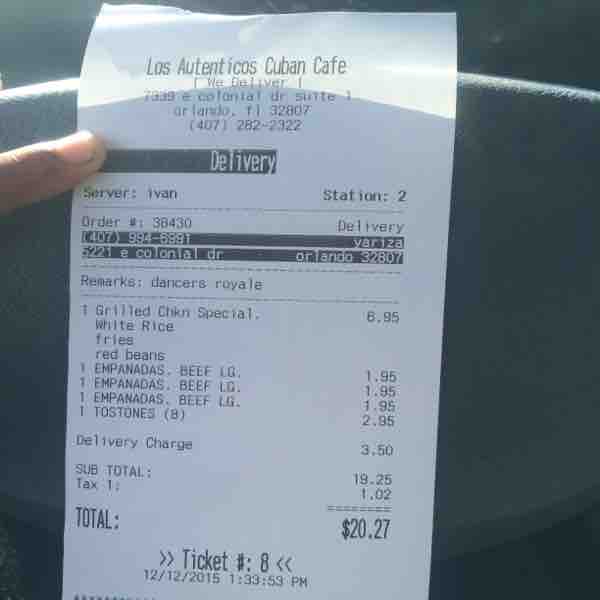 Los Autenticos Cuban Cafe
[ We Deliver ]
7339 e colonial dr suite 1
orlando, fl 32807
(407) 282-2322
Delivery
Server: ivan Station: 2
Order #: 38430 Delivery
(407) 994-6991 variza
5221 e colonial dr orlando 32807
Remarks: dancers royale
1 Grilled Chkn Special. 6.95
White Rice
fries
red beans
1 EMPANADAS. BEEF LG. 1.95
1 EMPANADAS. BEEF LG. 1.95
1 EMPANADAS. BEEF LG. 1.95
1 TOSTONES (8) 2.95
Delivery Charge 3.50
SUB TOTAL: 19.25
Tax 1: 1.02
========
TOTAL: $20.27
>> Ticket #: 8 <<
12/12/2015 1:33:53 PM